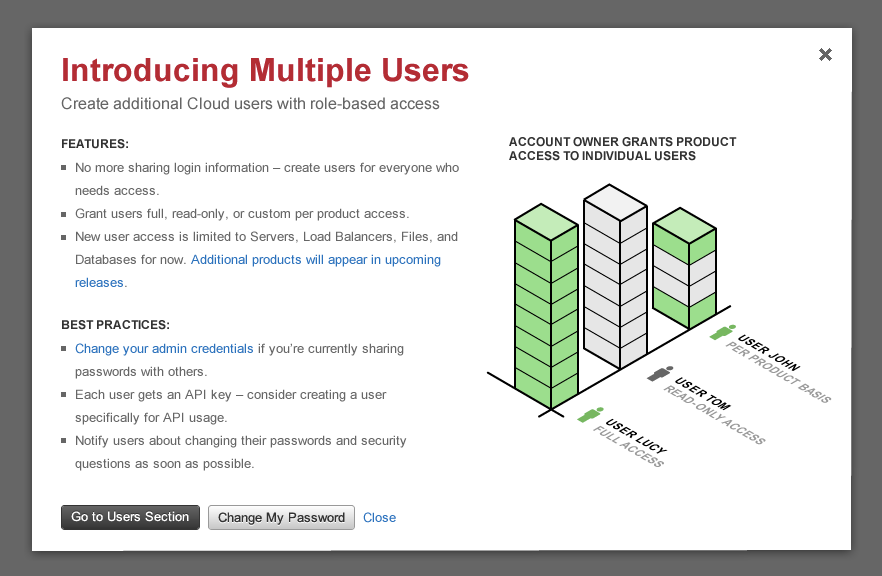 Introducing Multiple Users
Create additional Cloud users with role-based access
FEATURES:
No more sharing login information – create users for everyone who
needs access.
Grant users full, read-only, or custom per product access.
New user access is limited to Servers, Load Balancers, Files, and
Databases for now. Additional products will appear in upcoming
releases.
BEST PRACTICES:
Change your admin credentials if you're currently sharing
passwords with others.
Each user gets an API key – consider creating a user
specifically for API usage.
Notify users about changing their passwords and security
questions as soon as possible.
Go to Users Section Change My Password Close
ACCOUNT OWNER GRANTS PRODUCT
ACCESS TO INDIVIDUAL USERS
USER JOHN
PER PRODUCT BASIS
USER TOM
READ-ONLY ACCESS
USER LUCY
FULL ACCESS